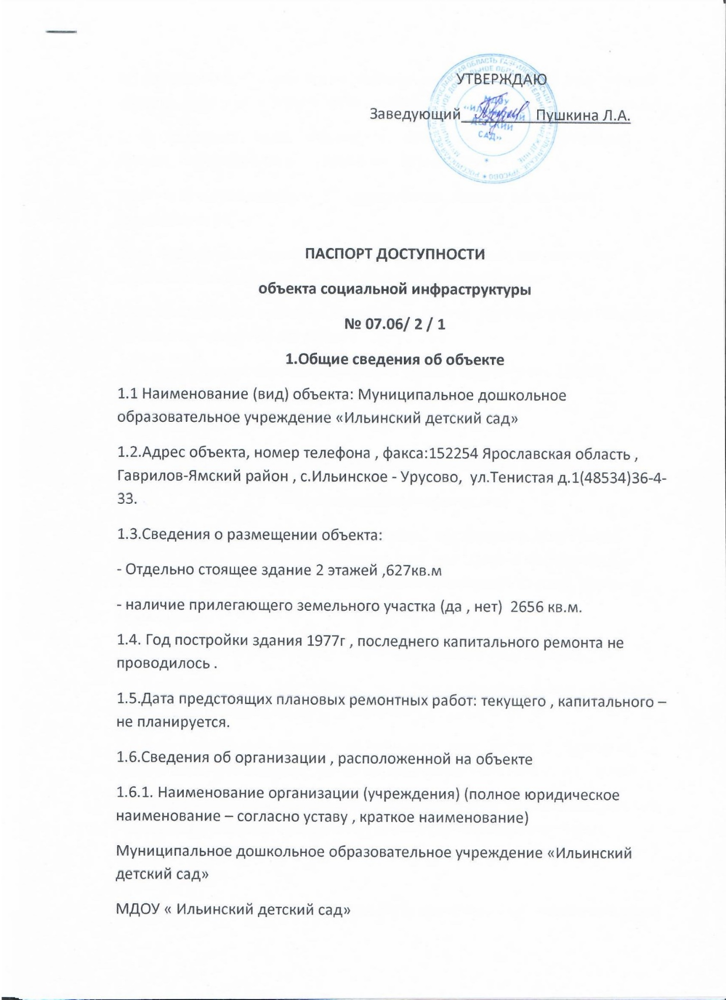 УТВЕРЖДАЮ
Заведующий Пушкина Л.А.
МДОУ
«ИЛЬИНСКИЙ
ДЕТСКИЙ
САД»
ПАСПОРТ ДОСТУПНОСТИ
объекта социальной инфраструктуры
№ 07.06/ 2 / 1
1.Общие сведения об объекте
1.1 Наименование (вид) объекта: Муниципальное дошкольное
образовательное учреждение «Ильинский детский сад»
1.2.Адрес объекта, номер телефона , факса:152254 Ярославская область ,
Гаврилов-Ямский район , с.Ильинское - Урусово,  ул.Тенистая д.1(48534)36-4-
33.
1.3.Сведения о размещении объекта:
- Отдельно стоящее здание 2 этажей ,627кв.м
- наличие прилегающего земельного участка (да , нет)  2656 кв.м.
1.4. Год постройки здания 1977г , последнего капитального ремонта не
проводилось .
1.5.Дата предстоящих плановых ремонтных работ: текущего , капитального –
не планируется.
1.6.Сведения об организации , расположенной на объекте
1.6.1. Наименование организации (учреждения) (полное юридическое
наименование – согласно уставу , краткое наименование)
Муниципальное дошкольное образовательное учреждение «Ильинский
детский сад»
МДОУ « Ильинский детский сад»